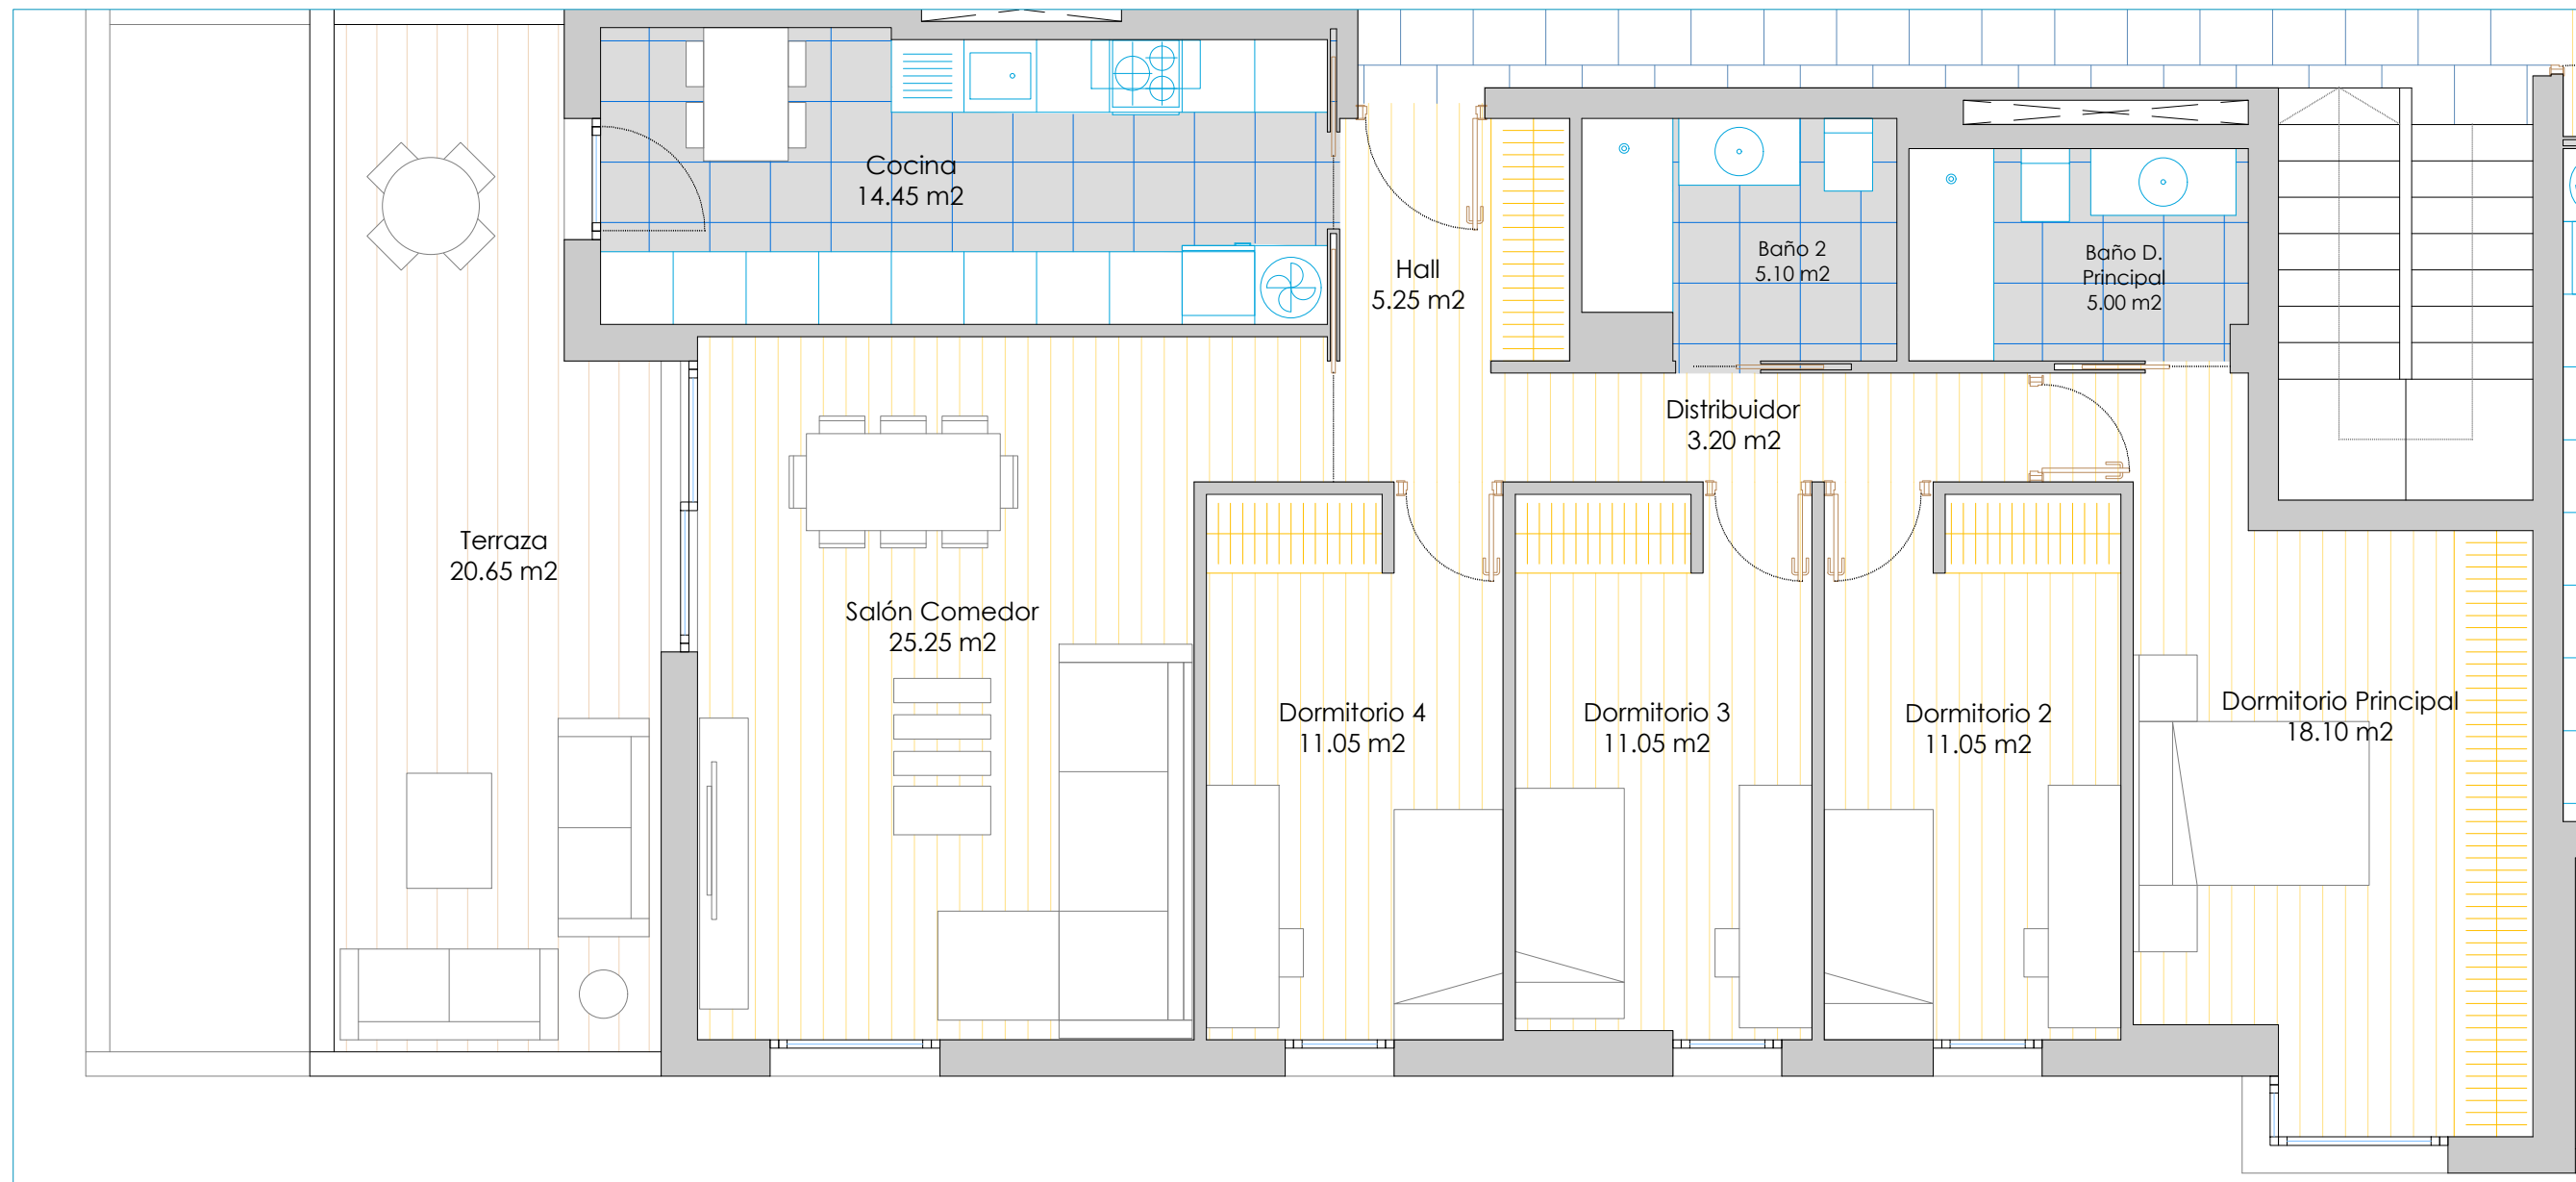 Cocina
14.45 m2
Hall
5.25 m2
Baño 2
5.10 m2
Baño D.
Principal
5.00 m2
Distribuidor
3.20 m2
Terraza
20.65 m2
Salón Comedor
25.25 m2
Dormitorio 4
11.05 m2
Dormitorio 3
11.05 m2
Dormitorio 2
11.05 m2
Dormitorio Principal
18.10 m2